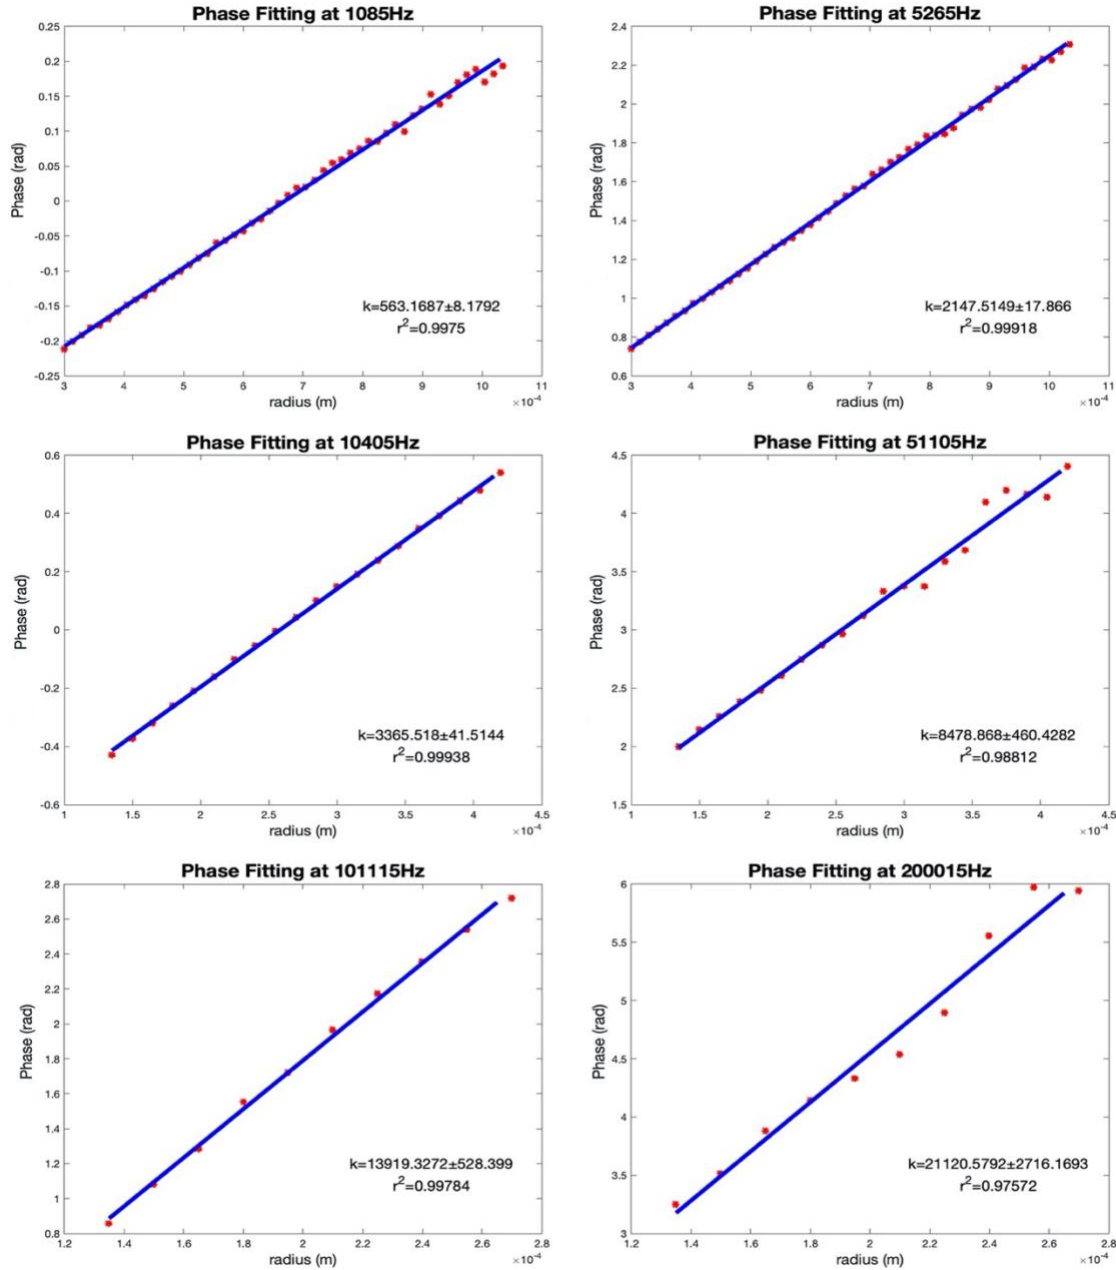 Phase Fitting at 1085Hz
0.25
0.2
0.15
0.1
0.05
0
-0.05
-0.1
-0.15
-0.2
-0.25
Phase (rad)
k=563.1687±8.1792
r²=0.9975
3 4 5 6 7 8 9 10 11
radius (m)
×10⁻⁴
Phase Fitting at 5265Hz
2.4
2.2
2
1.8
1.6
1.4
1.2
1
0.8
0.6
Phase (rad)
k=2147.5149±17.866
r²=0.99918
3 4 5 6 7 8 9 10 11
radius (m)
×10⁻⁴
Phase Fitting at 10405Hz
0.6
0.4
0.2
0
-0.2
-0.4
-0.6
Phase (rad)
k=3365.518±41.5144
r²=0.99938
1 1.5 2 2.5 3 3.5 4 4.5
radius (m)
×10⁻⁴
Phase Fitting at 51105Hz
4.5
4
3.5
3
2.5
2
1.5
Phase (rad)
k=8478.868±460.4282
r²=0.98812
1 1.5 2 2.5 3 3.5 4 4.5
radius (m)
×10⁻⁴
Phase Fitting at 101115Hz
2.8
2.6
2.4
2.2
2
1.8
1.6
1.4
1.2
1
0.8
Phase (rad)
k=13919.3272±528.399
r²=0.99784
1.2 1.4 1.6 1.8 2 2.2 2.4 2.6 2.8
radius (m)
×10⁻⁴
Phase Fitting at 200015Hz
6
5.5
5
4.5
4
3.5
3
Phase (rad)
k=21120.5792±2716.1693
r²=0.97572
1.2 1.4 1.6 1.8 2 2.2 2.4 2.6 2.8
radius (m)
×10⁻⁴